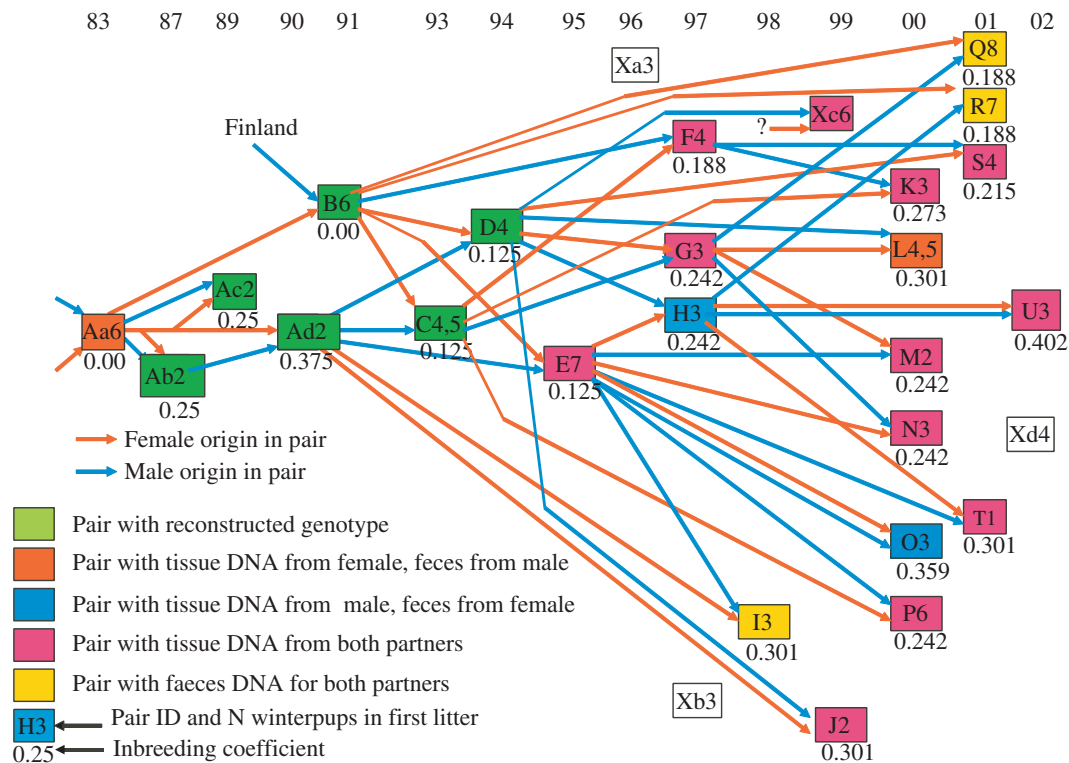 83 87 89 90 91 93 94 95 96 97 98 99 00 01 02
Q8
0.188
Xa3
R7
0.188
Xc6
?
Finland
F4
0.188
S4
0.215
B6
0.00
K3
0.273
D4
0.125
G3
0.242
L4,5
0.301
Ac2
0.25
Aa6
0.00
Ad2
0.375
C4,5
0.125
H3
0.242
U3
0.402
Ab2
0.25
E7
0.125
M2
0.242
N3
0.242
Xd4
Female origin in pair
Male origin in pair
T1
0.301
O3
0.359
Pair with reconstructed genotype
Pair with tissue DNA from female, feces from male
Pair with tissue DNA from male, feces from female
Pair with tissue DNA from both partners
Pair with faeces DNA for both partners
I3
0.301
P6
0.242
Xb3
J2
0.301
H3 Pair ID and N winterpups in first litter
0.25 Inbreeding coefficient